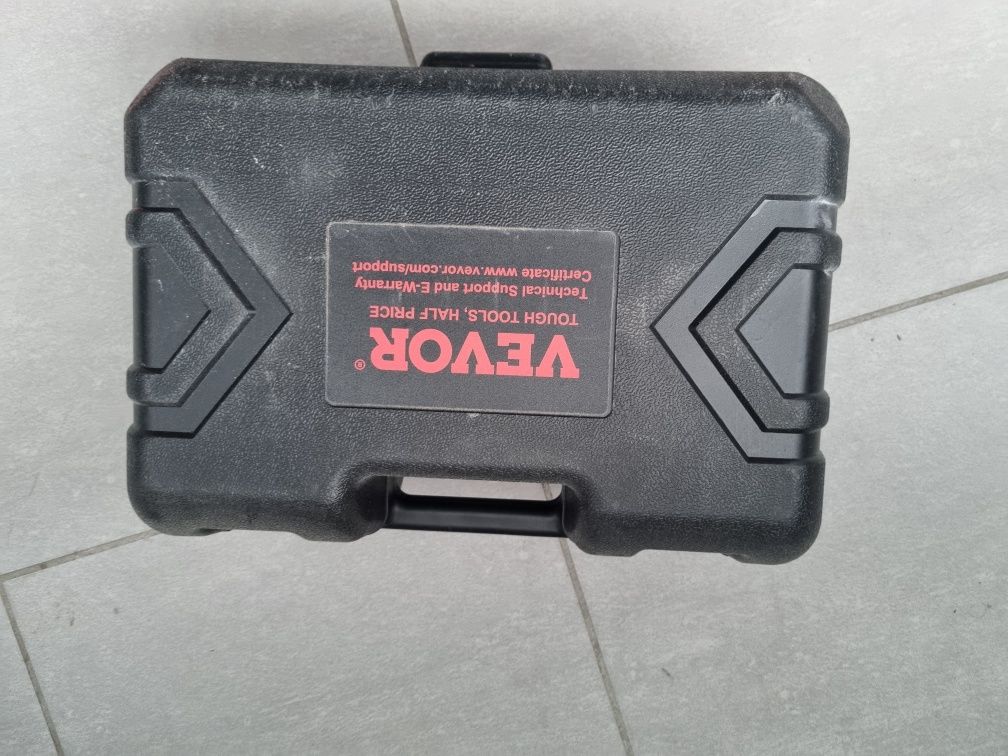 VEVOR®
TOUGH TOOLS, HALF PRICE
Technical Support and E-Warranty
Certificate www.vevor.com/support